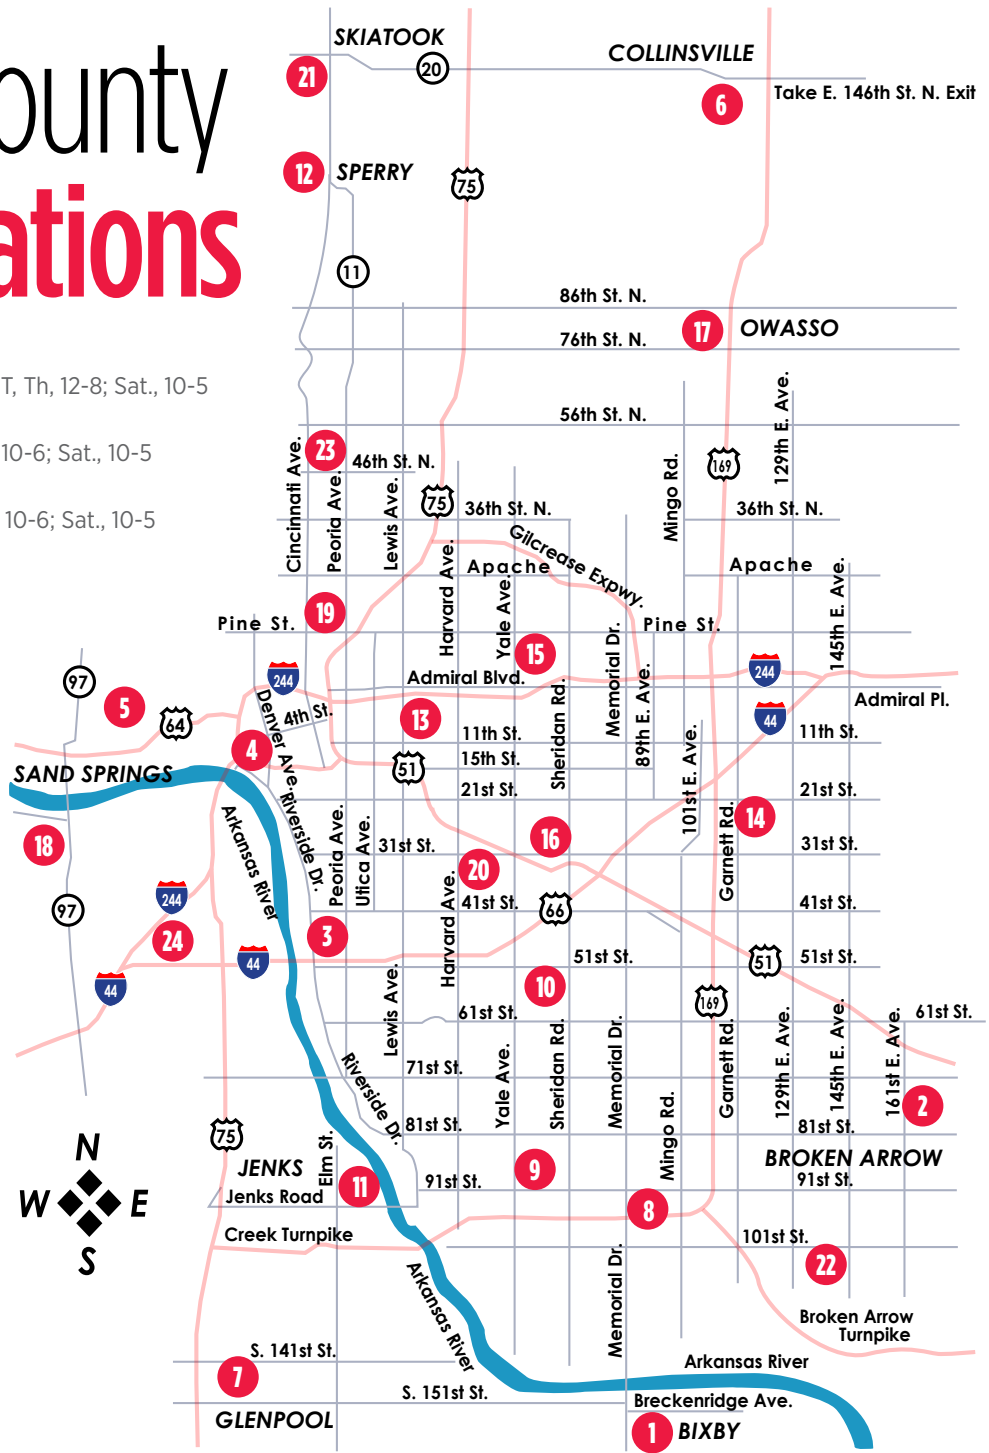 SKIATOOK
COLLINSVILLE
20
21
Take E. 146th St. N. Exit
6
ounty
12
SPERRY
75
ations
11
86th St. N.
17
OWASSO
76th St. N.
T, Th, 12-8; Sat., 10-5
129th E. Ave.
56th St. N.
Cincinnati Ave.
23
10-6; Sat., 10-5
46th St. N.
Mingo Rd.
169
Peoria Ave.
Lewis Ave.
75
36th St. N.
36th St. N.
10-6; Sat., 10-5
Gilcrease Expwy.
Harvard Ave.
Apache
Apache
Yale Ave.
145th E. Ave.
19
Pine St.
Pine St.
Memorial Dr.
15
97
244
Admiral Blvd.
244
5
Denver Ave.
Sheridan Rd.
89th E. Ave.
Admiral Pl.
64
4th St.
13
44
11th St.
11th St.
4
101st E. Ave.
15th St.
51
SAND SPRINGS
21st St.
21st St.
Arkansas River
Riverside Dr.
Peoria Ave.
Utica Ave.
Garnett Rd.
14
18
31st St.
16
31st St.
20
244
Harvard Ave.
41st St.
66
41st St.
97
24
3
44
51st St.
51
51st St.
44
10
Lewis Ave.
169
61st St.
61st St.
Riverside Dr.
Yale Ave.
Sheridan Rd.
Memorial Dr.
Garnett Rd.
129th E. Ave.
145th E. Ave.
161st E. Ave.
71st St.
Mingo Rd.
2
75
81st St.
81st St.
N
Elm St.
JENKS
BROKEN ARROW
W
E
11
9
91st St.
91st St.
Jenks Road
8
S
Creek Turnpike
101st St.
22
Arkansas River
Memorial Dr.
Broken Arrow
Turnpike
S. 141st St.
Arkansas River
7
S. 151st St.
Breckenridge Ave.
GLENPOOL
1
BIXBY